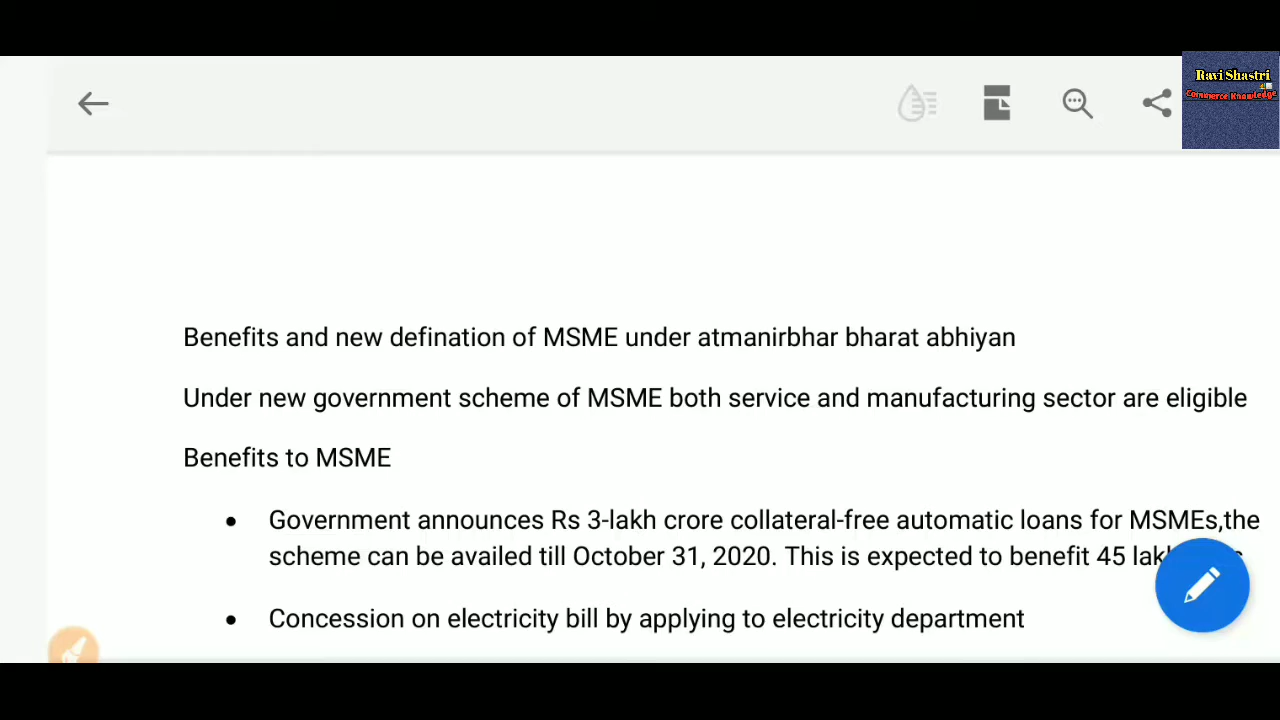 Ravi Shastri
Commerce Knowledge
Benefits and new defination of MSME under atmanirbhar bharat abhiyan
Under new government scheme of MSME both service and manufacturing sector are eligible
Benefits to MSME
• Government announces Rs 3-lakh crore collateral-free automatic loans for MSMEs,the
scheme can be availed till October 31, 2020. This is expected to benefit 45
• Concession on electricity bill by applying to electricity department